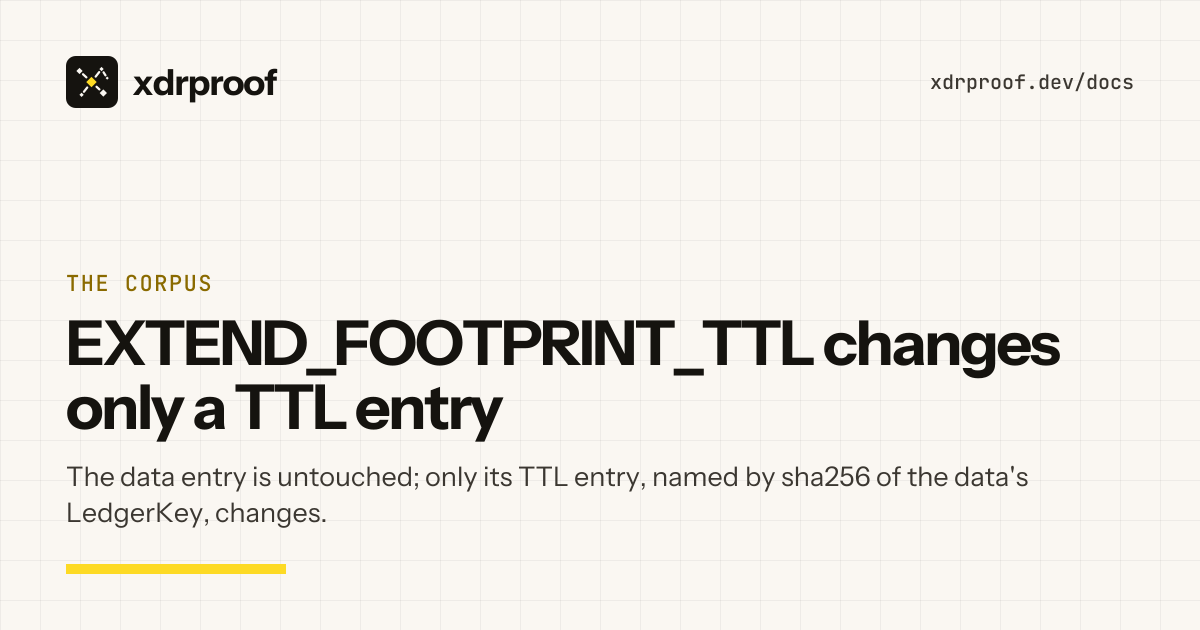 xdrproof
xdrproof.dev/docs
THE CORPUS
EXTEND_FOOTPRINT_TTL changes
only a TTL entry
The data entry is untouched; only its TTL entry, named by sha256 of the data's
LedgerKey, changes.